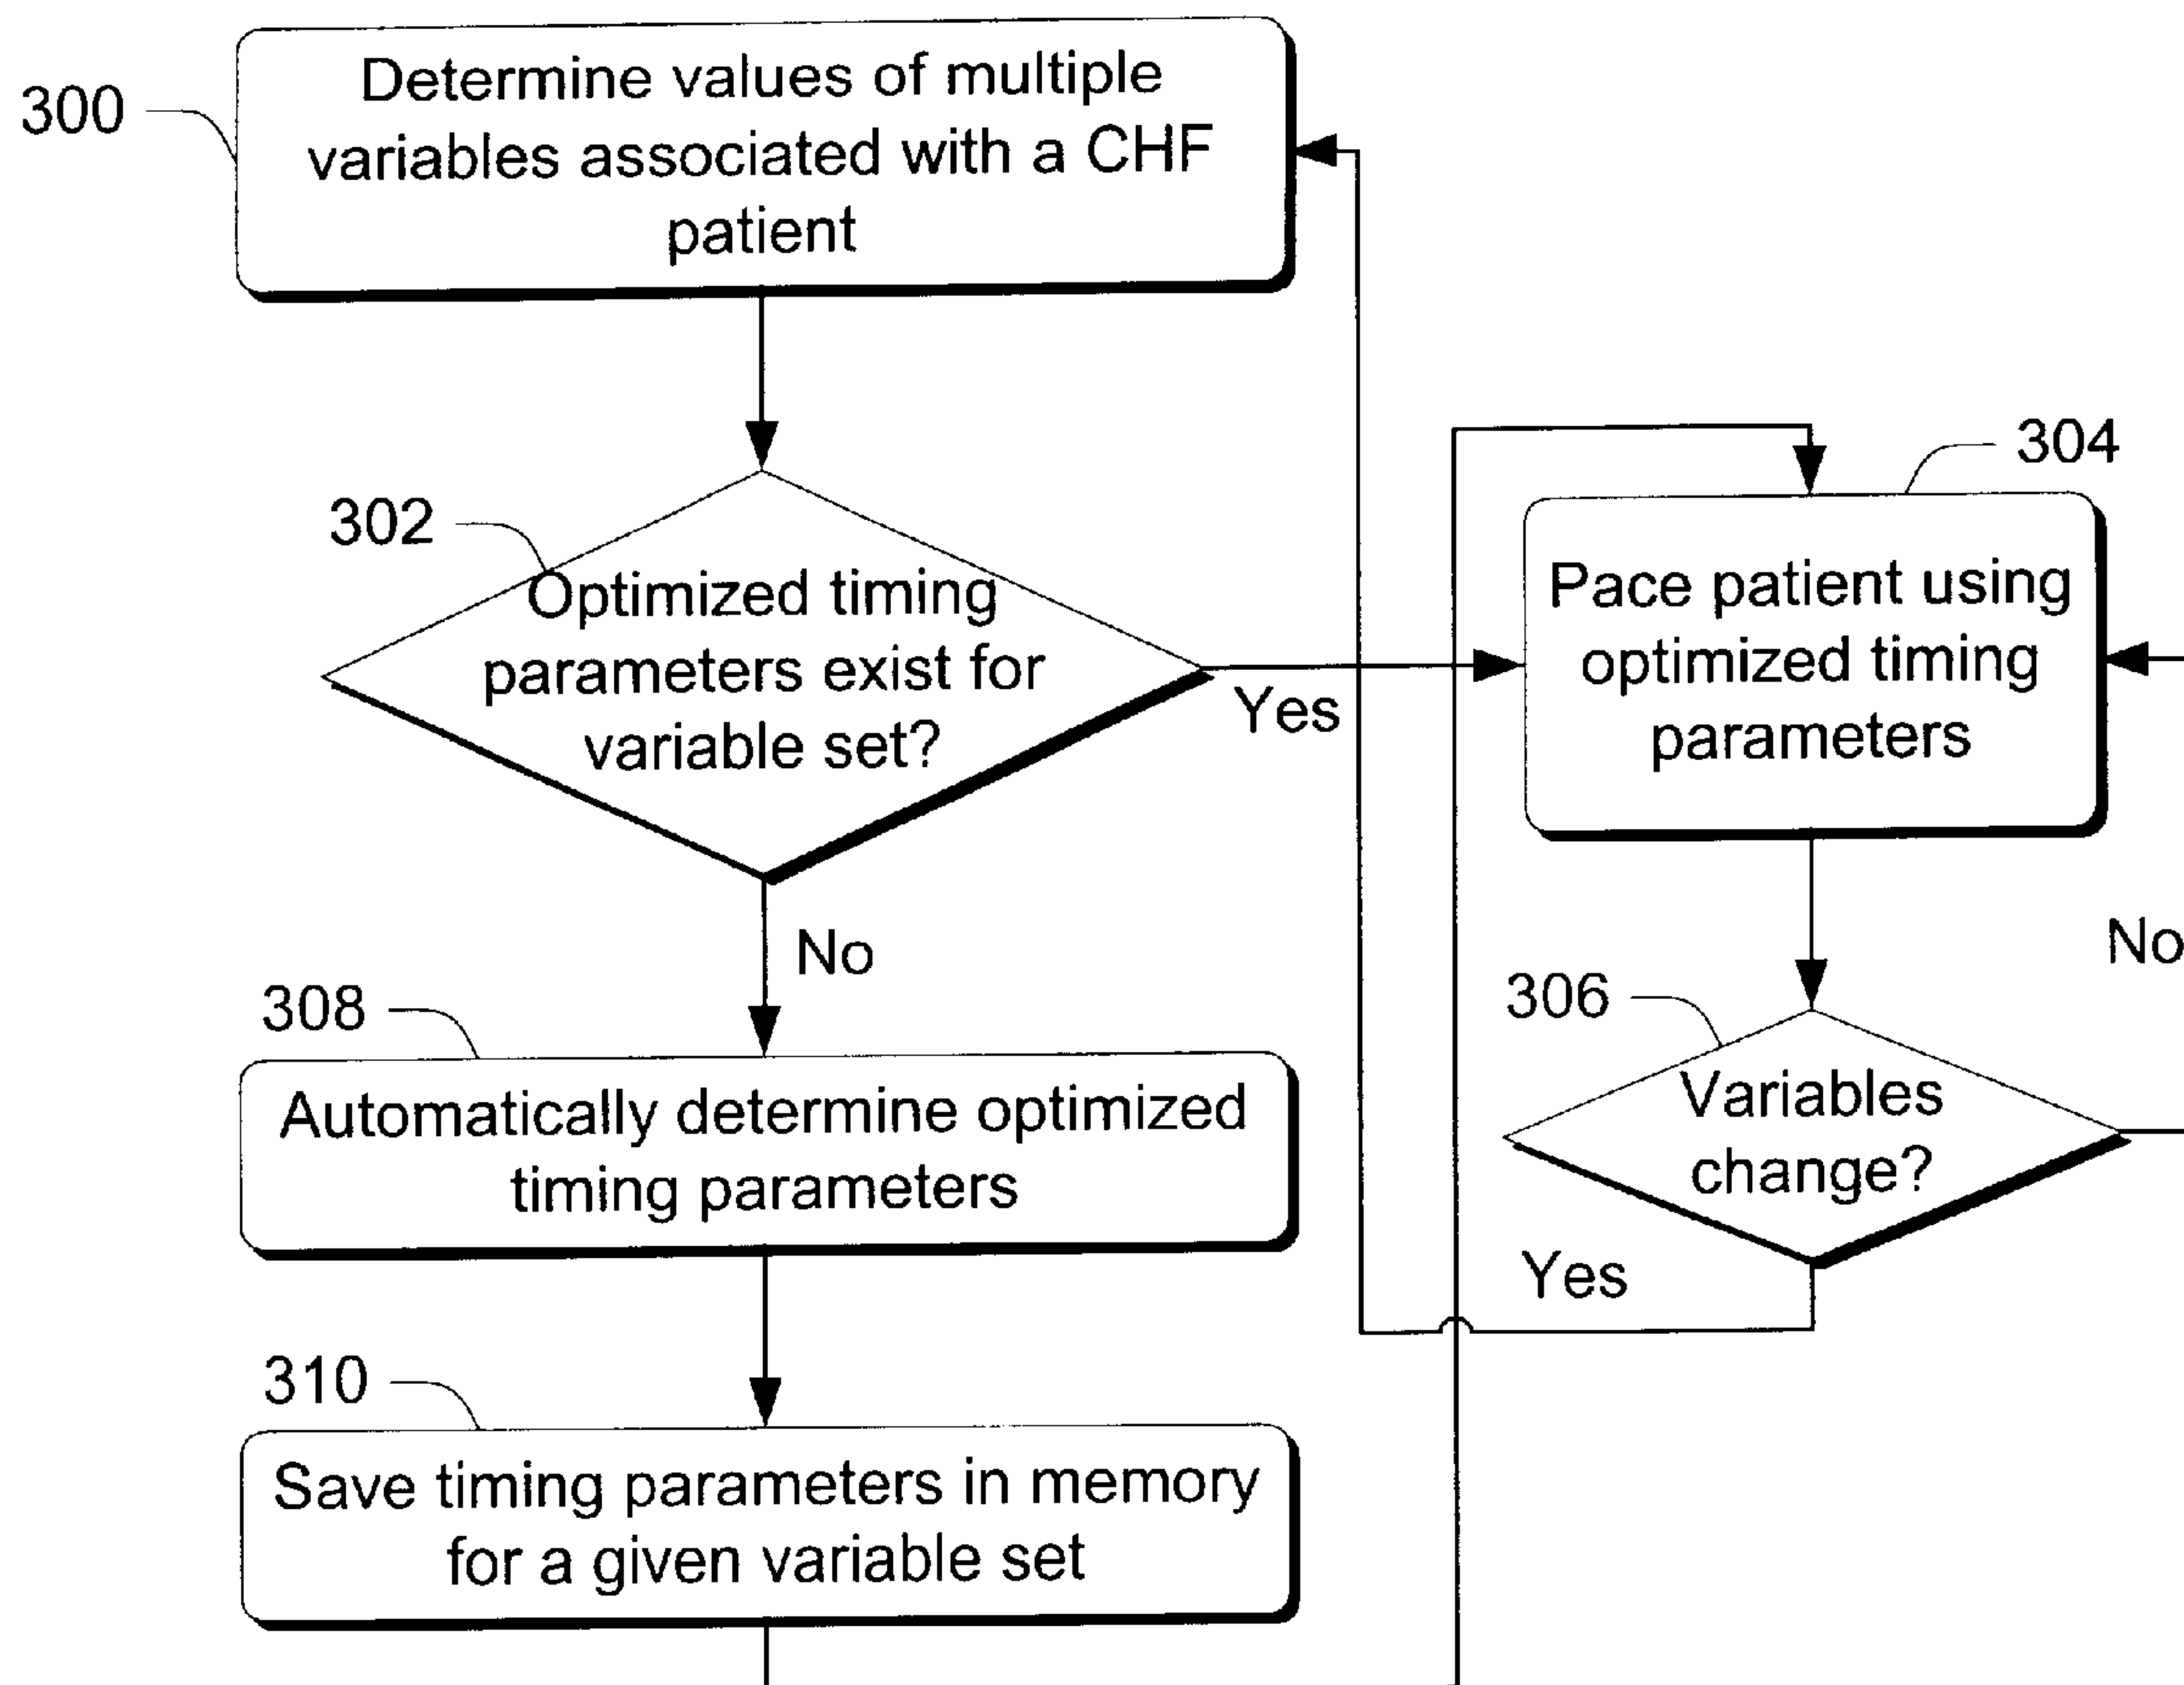 300
Determine values of multiple
variables associated with a CHF
patient
302
Optimized timing
parameters exist for
variable set?
Yes
No
304
Pace patient using
optimized timing
parameters
No
306
Variables
change?
Yes
308
Automatically determine optimized
timing parameters
310
Save timing parameters in memory
for a given variable set